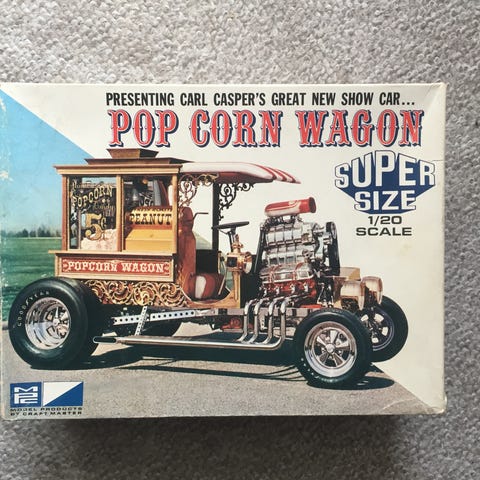 PRESENTING CARL CASPER'S GREAT NEW SHOW CAR...
POP CORN WAGON
SUPER
SIZE
1/20
SCALE
POPCORN
5¢
PEANUT
POPCORN WAGON
GOODYEAR
MPC
MODEL PRODUCTS
BY CRAFT MASTER